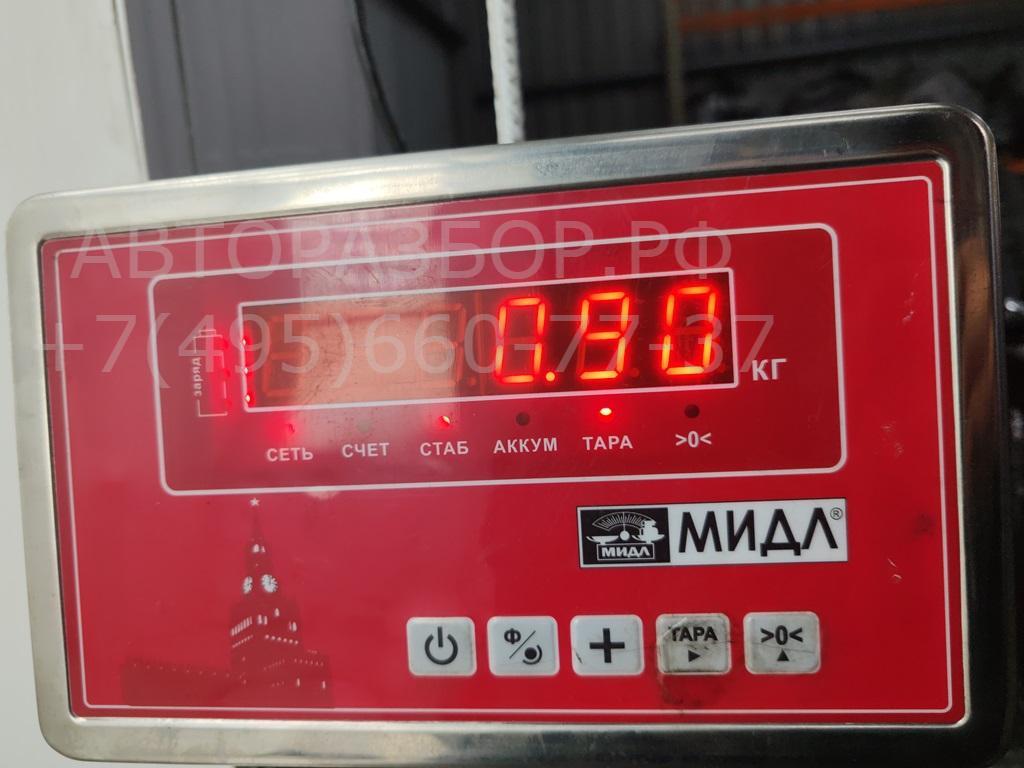 АВТОРАЗБОР.РФ
+7(495)660-77-37
заряд
0.90 КГ
СЕТЬ СЧЕТ СТАБ АККУМ ТАРА >0<
МИДЛ МИДЛ®
Ф ТАРА >0<